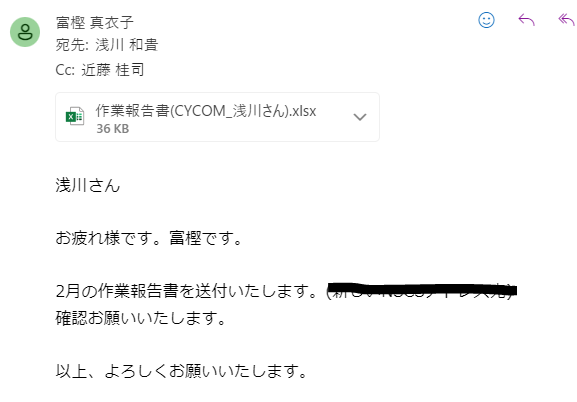 富樫 真衣子
宛先: 浅川 和貴
Cc: 近藤 桂司
作業報告書(CYCOM_浅川さん).xlsx
36 KB
浅川さん
お疲れ様です。富樫です。
2月の作業報告書を送付いたします。
確認お願いいたします。
以上、よろしくお願いいたします。